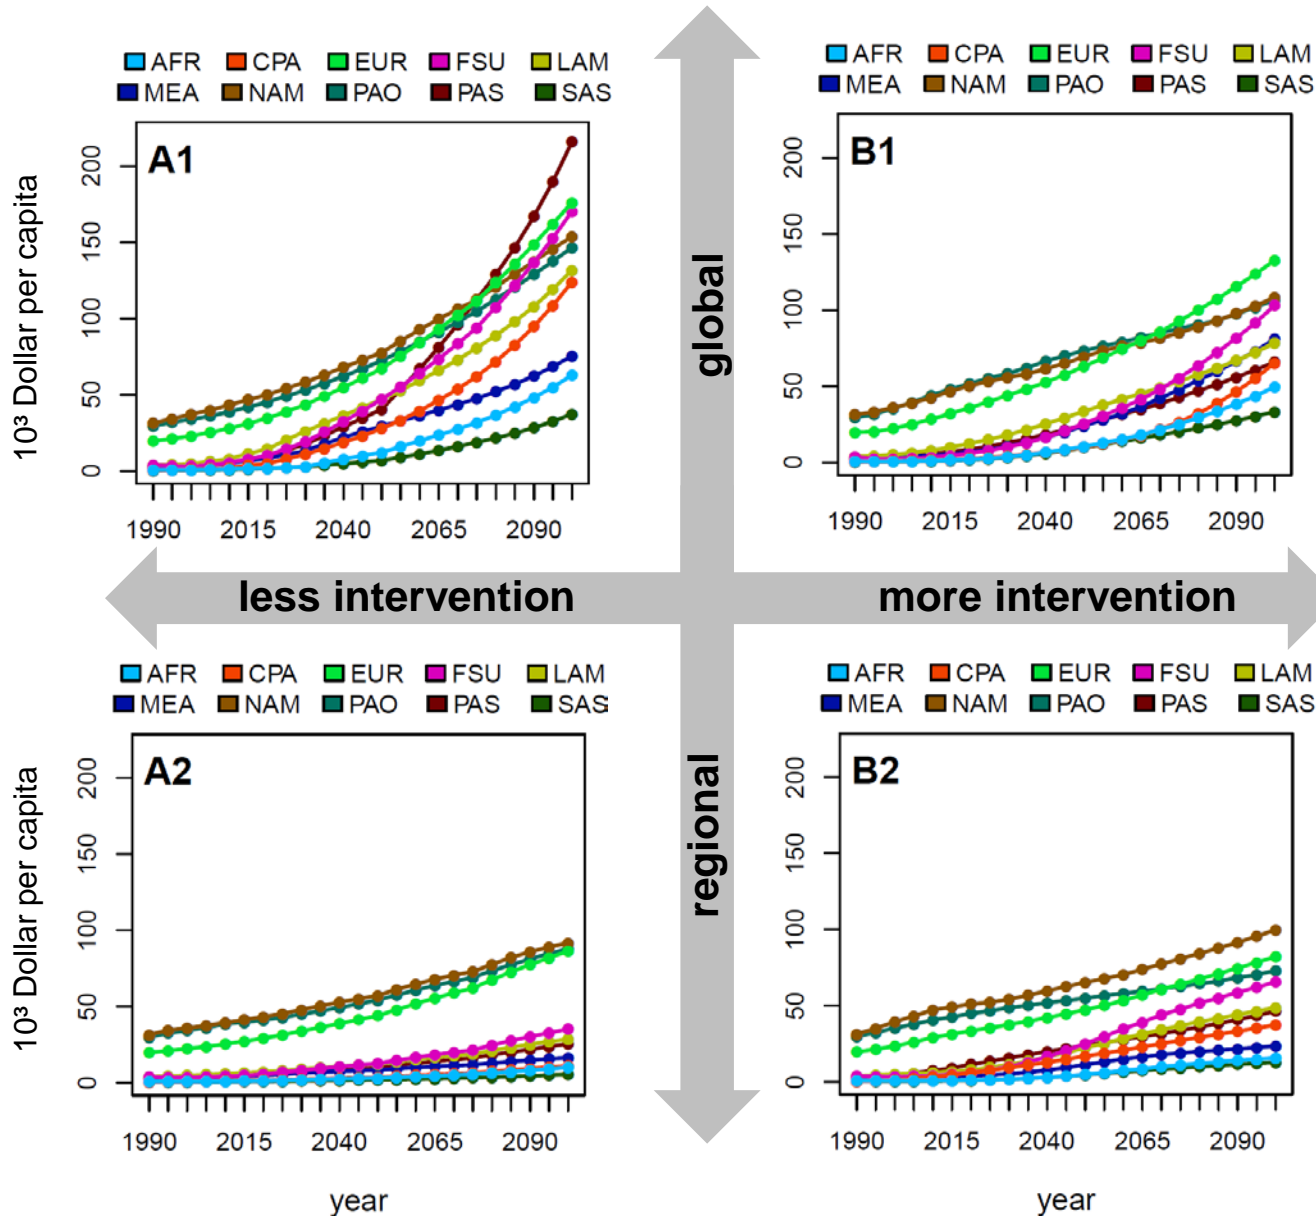 AFR CPA EUR FSU LAM
MEA NAM PAO PAS SAS
A1
10³ Dollar per capita
0 50 100 150 200
1990 2015 2040 2065 2090
AFR CPA EUR FSU LAM
MEA NAM PAO PAS SAS
B1
0 50 100 150 200
1990 2015 2040 2065 2090
global
less intervention
more intervention
regional
AFR CPA EUR FSU LAM
MEA NAM PAO PAS SAS
A2
10³ Dollar per capita
0 50 100 150 200
1990 2015 2040 2065 2090
year
AFR CPA EUR FSU LAM
MEA NAM PAO PAS SAS
B2
0 50 100 150 200
1990 2015 2040 2065 2090
year